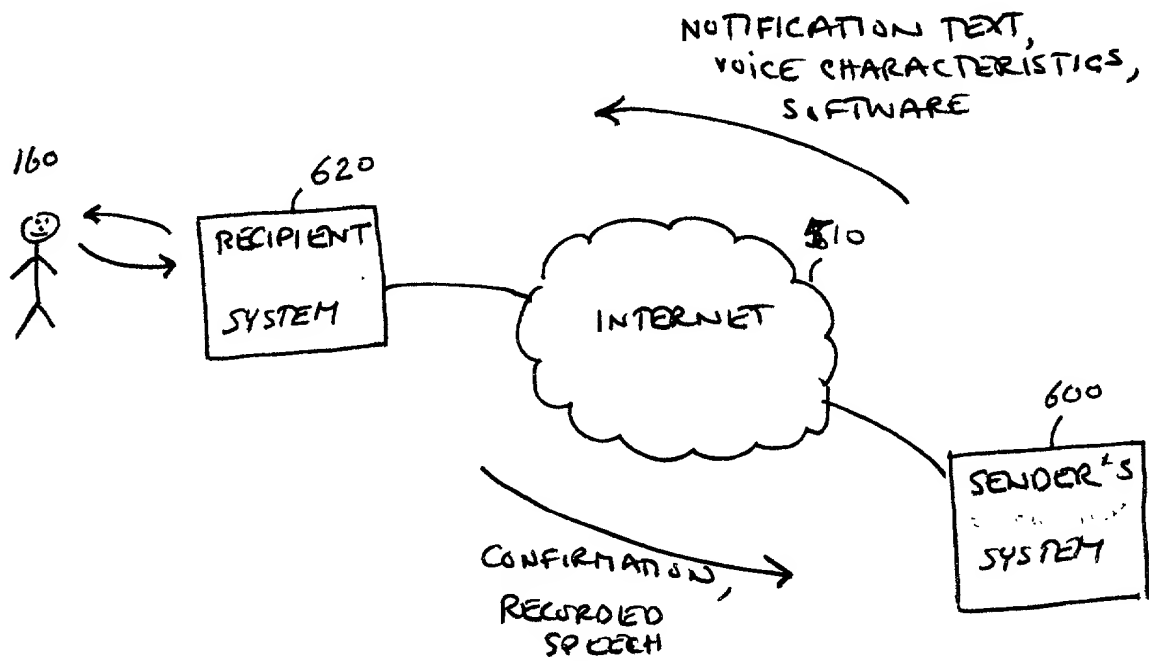 NOTIFICATION TEXT,
VOICE CHARACTERISTICS,
SOFTWARE
160
620
RECIPIENT
SYSTEM
INTERNET
600
SENDER'S
SYSTEM
CONFIRMATION,
RECORDED
SPEECH